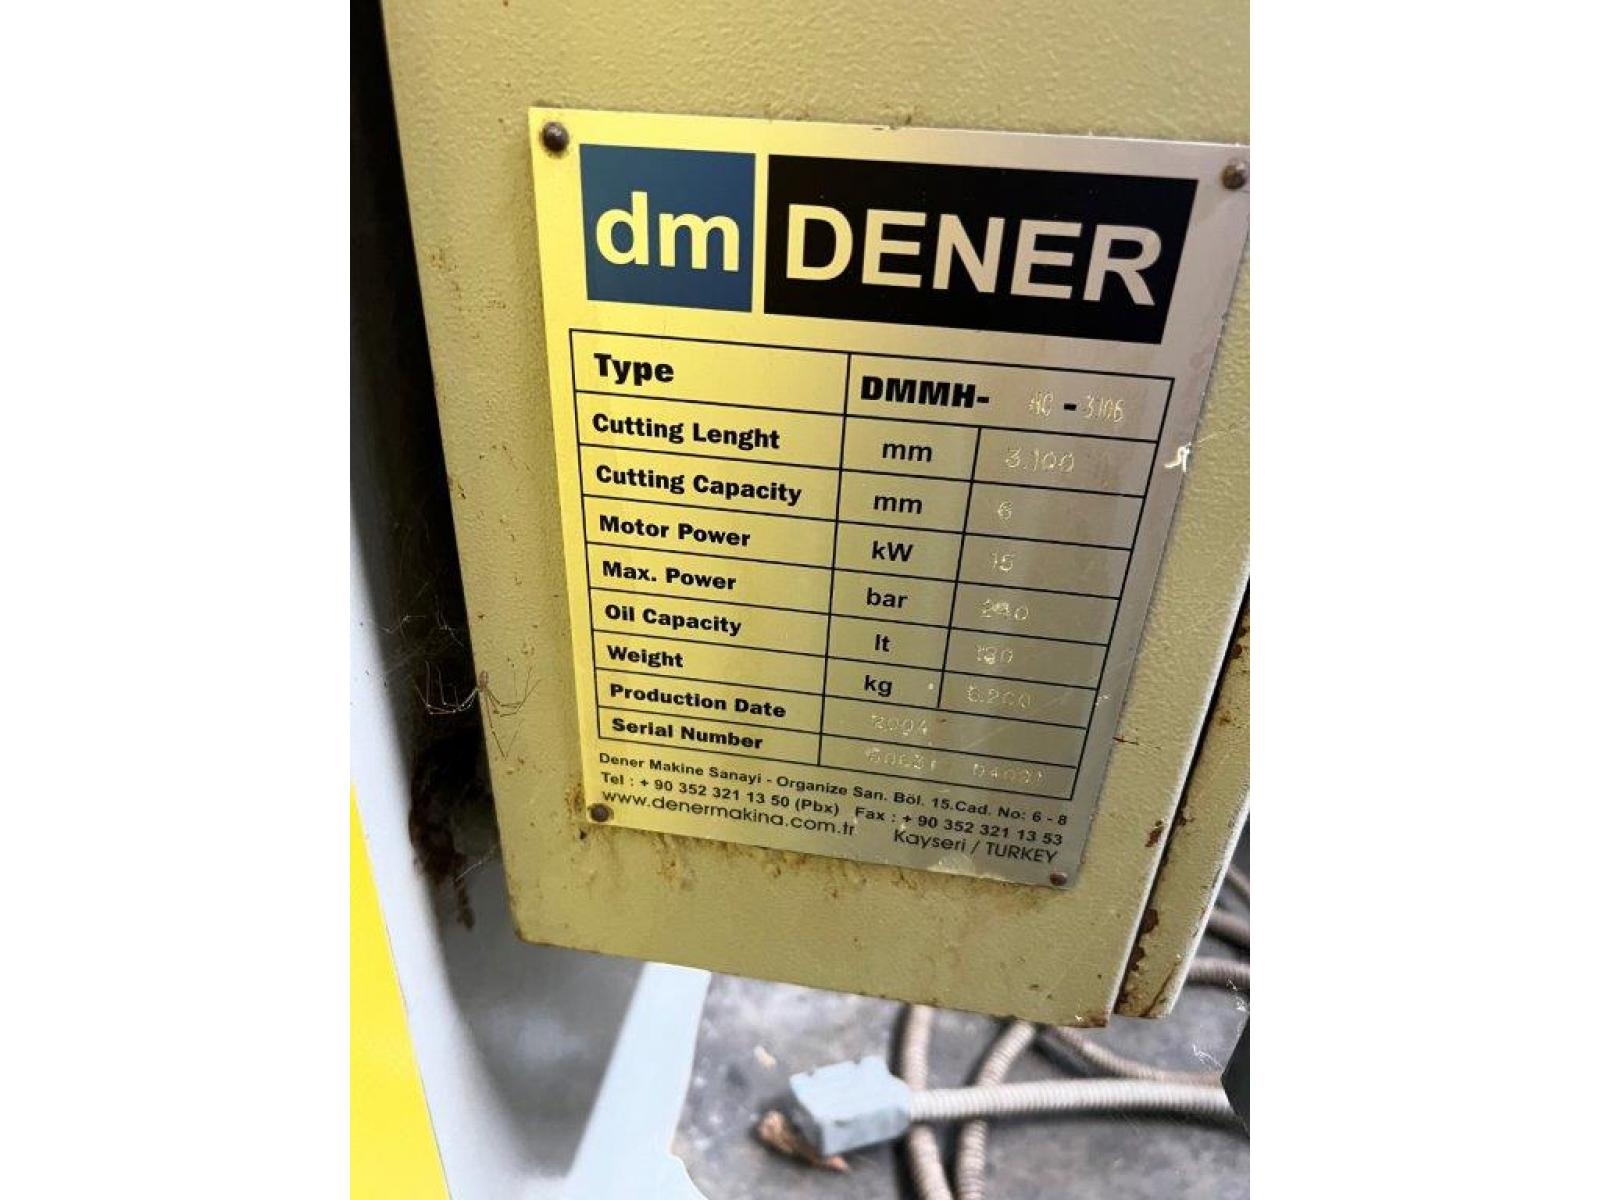 dm DENER
Type DMMH- - 3106
Cutting Lenght mm 3.100
Cutting Capacity mm 6
Motor Power kW 15
Max. Power bar
Oil Capacity lt
Weight kg
Production Date 2004
Serial Number
Dener Makine Sanayi - Organize San. Böl. 15.Cad. No: 6 - 8
Tel : + 90 352 321 13 50 (Pbx) Fax : + 90 352 321 13 53
www.denermakina.com.tr Kayseri / TURKEY